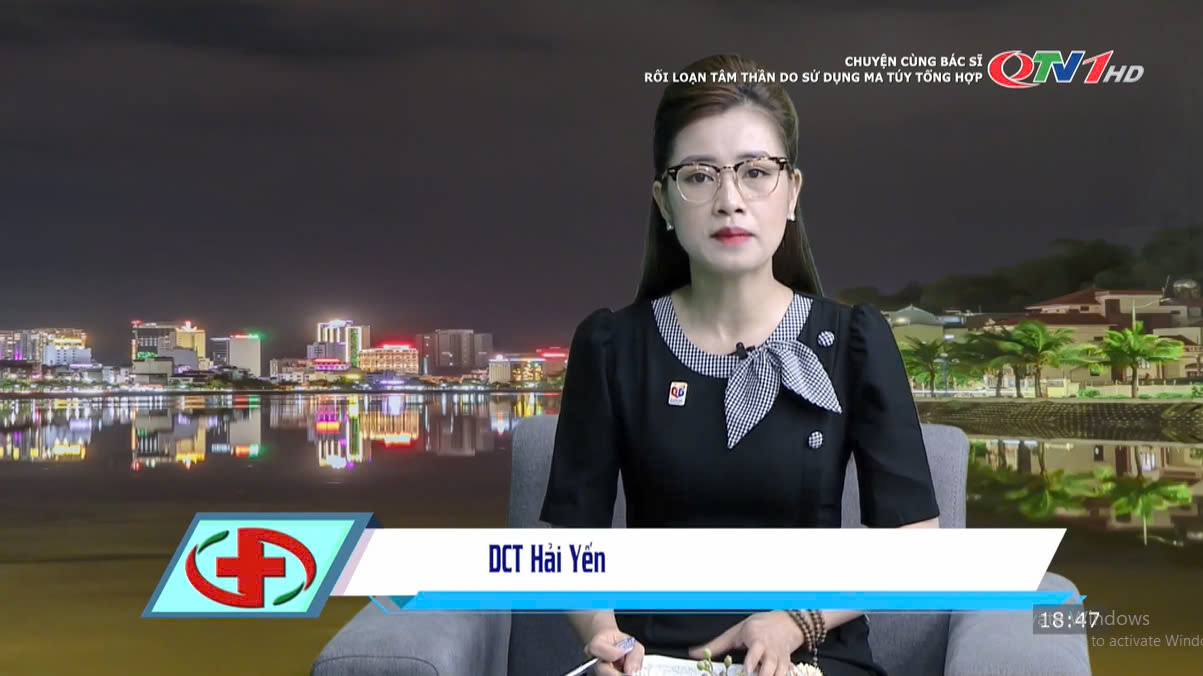 CHUYỆN CÙNG BÁC SĨ
RỐI LOẠN TÂM THẦN DO SỬ DỤNG MA TÚY TỔNG HỢP
QTV1HD
DCT Hải Yến
18:47
Windows
to activate Windo